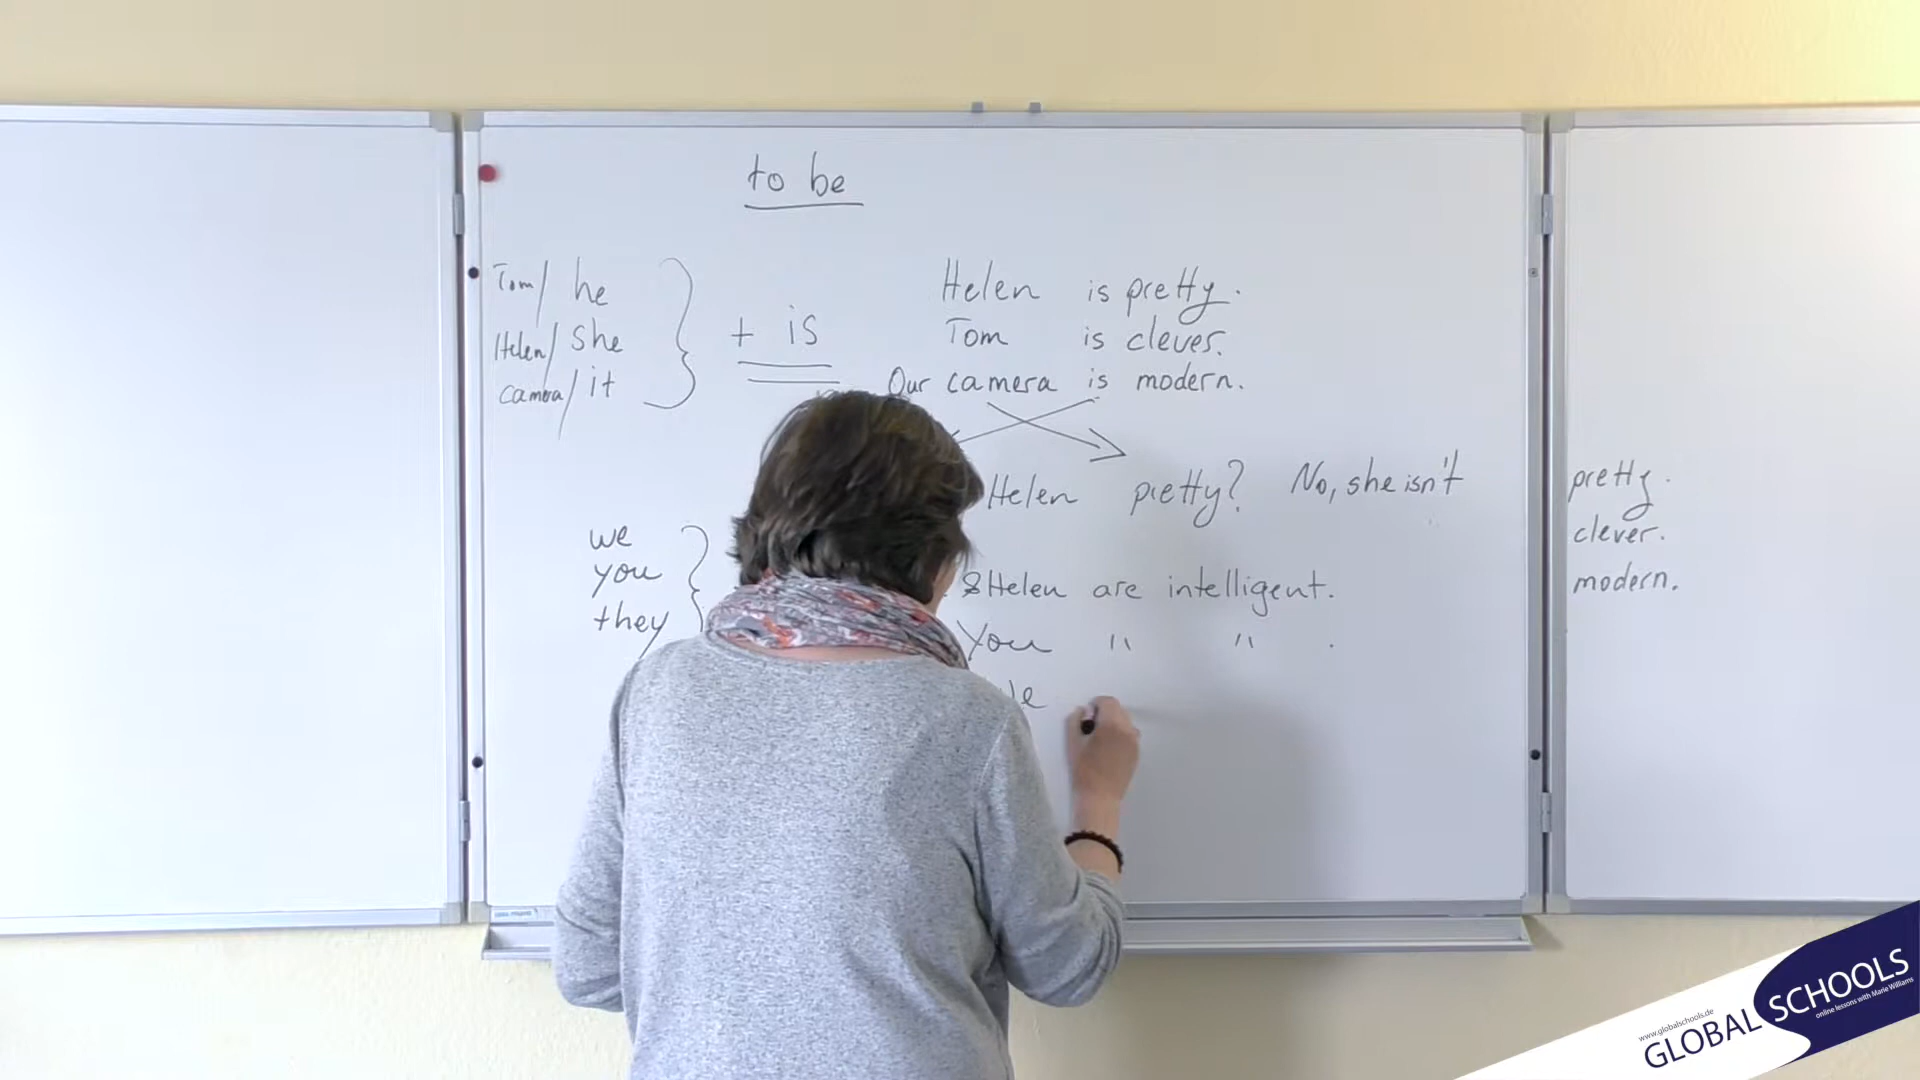 to be
Tom/ he
Helen/ she
camera/ it
+ is
Helen is pretty.
Tom is clever.
Our camera is modern.
Helen pretty? No, she isn't pretty.
clever.
modern.
we
you
they
& Helen are intelligent.
You " " .
www.globalschools.de
GLOBAL SCHOOLS
online lessons with Marie Williams